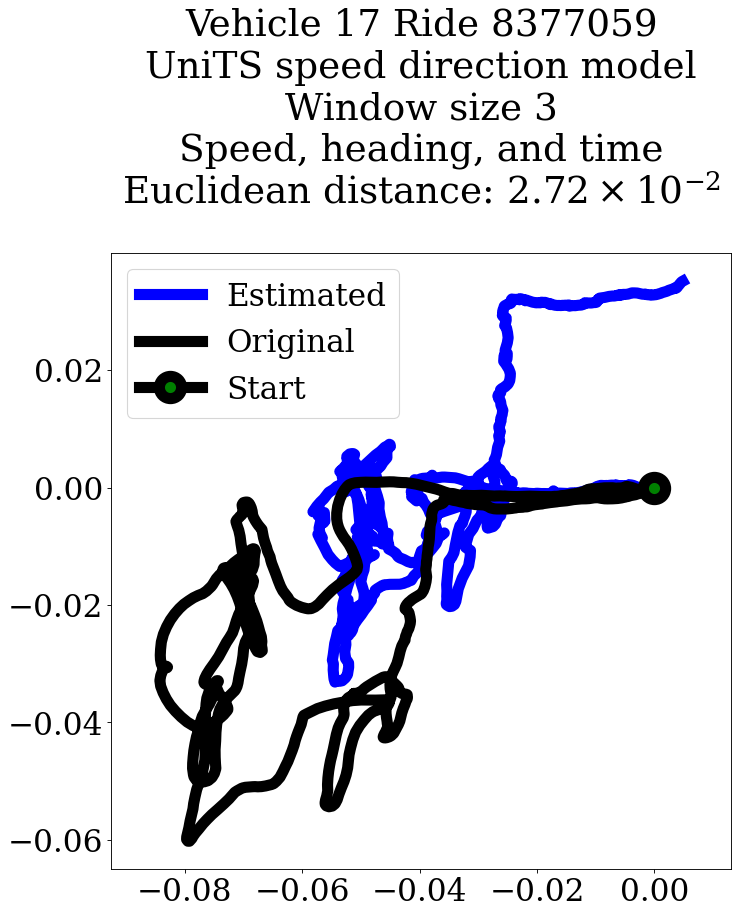 Vehicle 17 Ride 8377059
UniTS speed direction model
Window size 3
Speed, heading, and time
Euclidean distance: 2.72 × 10⁻²
Estimated
Original
Start
0.02
0.00
−0.02
−0.04
−0.06
−0.08 −0.06 −0.04 −0.02 0.00